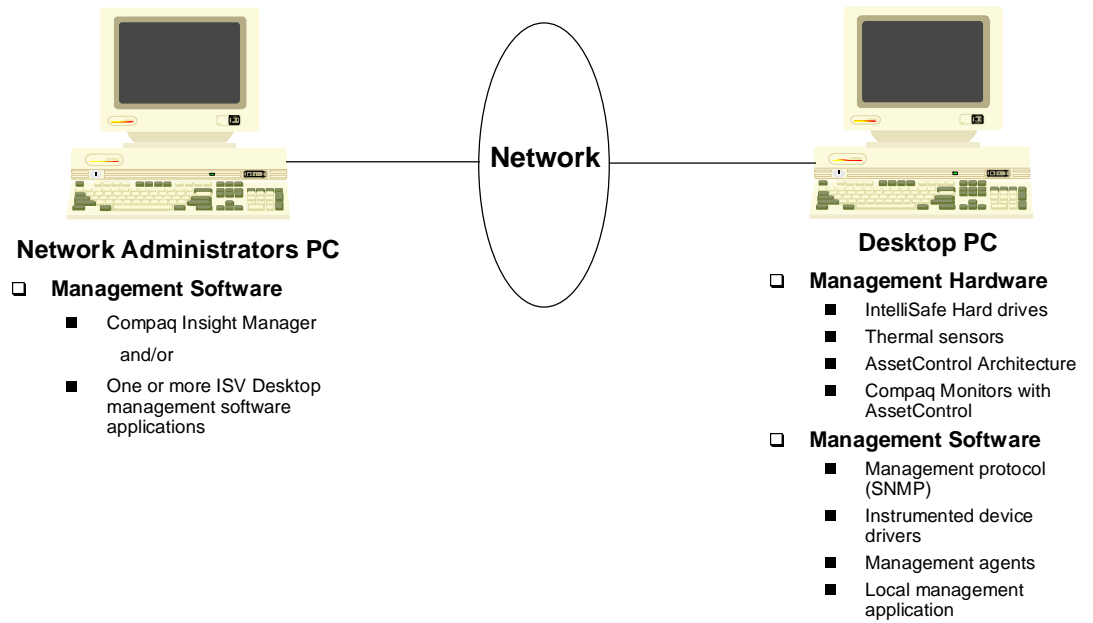 Network
Network Administrators PC
Management Software
Compaq Insight Manager
and/or
One or more ISV Desktop
management software
applications
Desktop PC
Management Hardware
IntelliSafe Hard drives
Thermal sensors
AssetControl Architecture
Compaq Monitors with
AssetControl
Management Software
Management protocol
(SNMP)
Instrumented device
drivers
Management agents
Local management
application